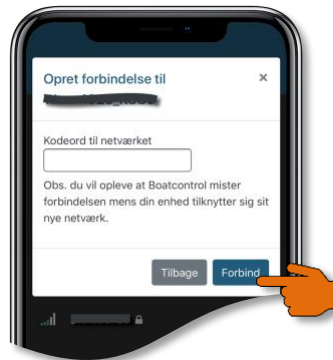 Opret forbindelse til
×
Kodeord til netværket
Obs. du vil opleve at Boatcontrol mister
forbindelsen mens din enhed tilknytter sig sit
nye netværk.
Tilbage Forbind